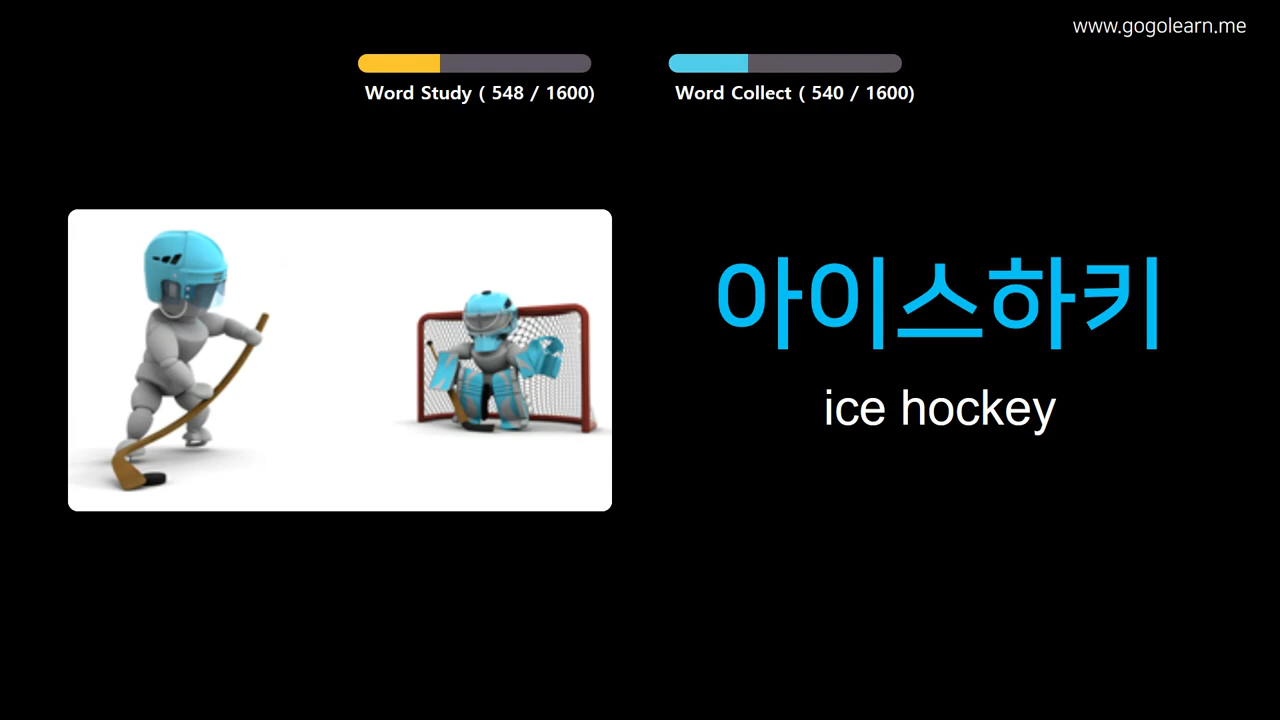 www.gogolearn.me
Word Study ( 548 / 1600)
Word Collect ( 540 / 1600)
아이스하키
ice hockey